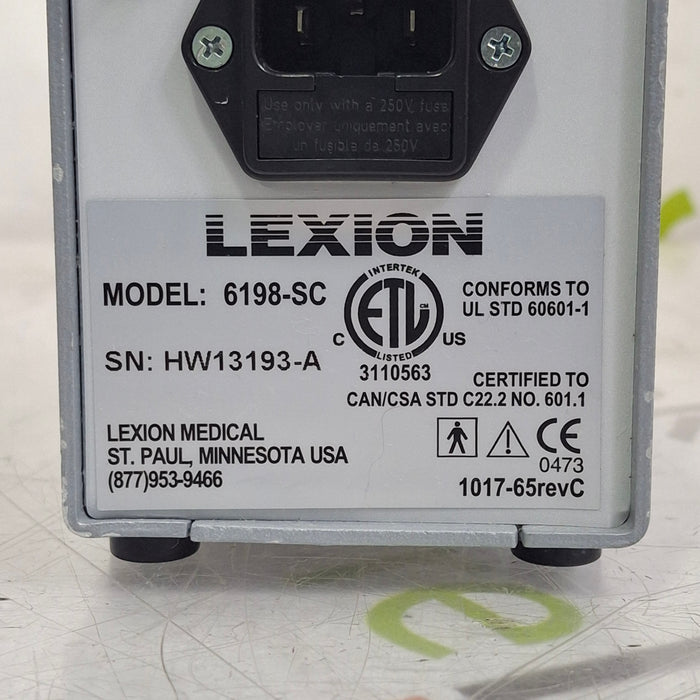 Use only with a 250V fuse
Employer uniquement avec
un fusible de 250V
LEXION
MODEL: 6198-SC
INTERTEK
ETL
CM
LISTED
C US
3110563
CONFORMS TO
UL STD 60601-1
SN: HW13193-A
CERTIFIED TO
CAN/CSA STD C22.2 NO. 601.1
LEXION MEDICAL
ST. PAUL, MINNESOTA USA
(877)953-9466
CE
0473
1017-65revC
e